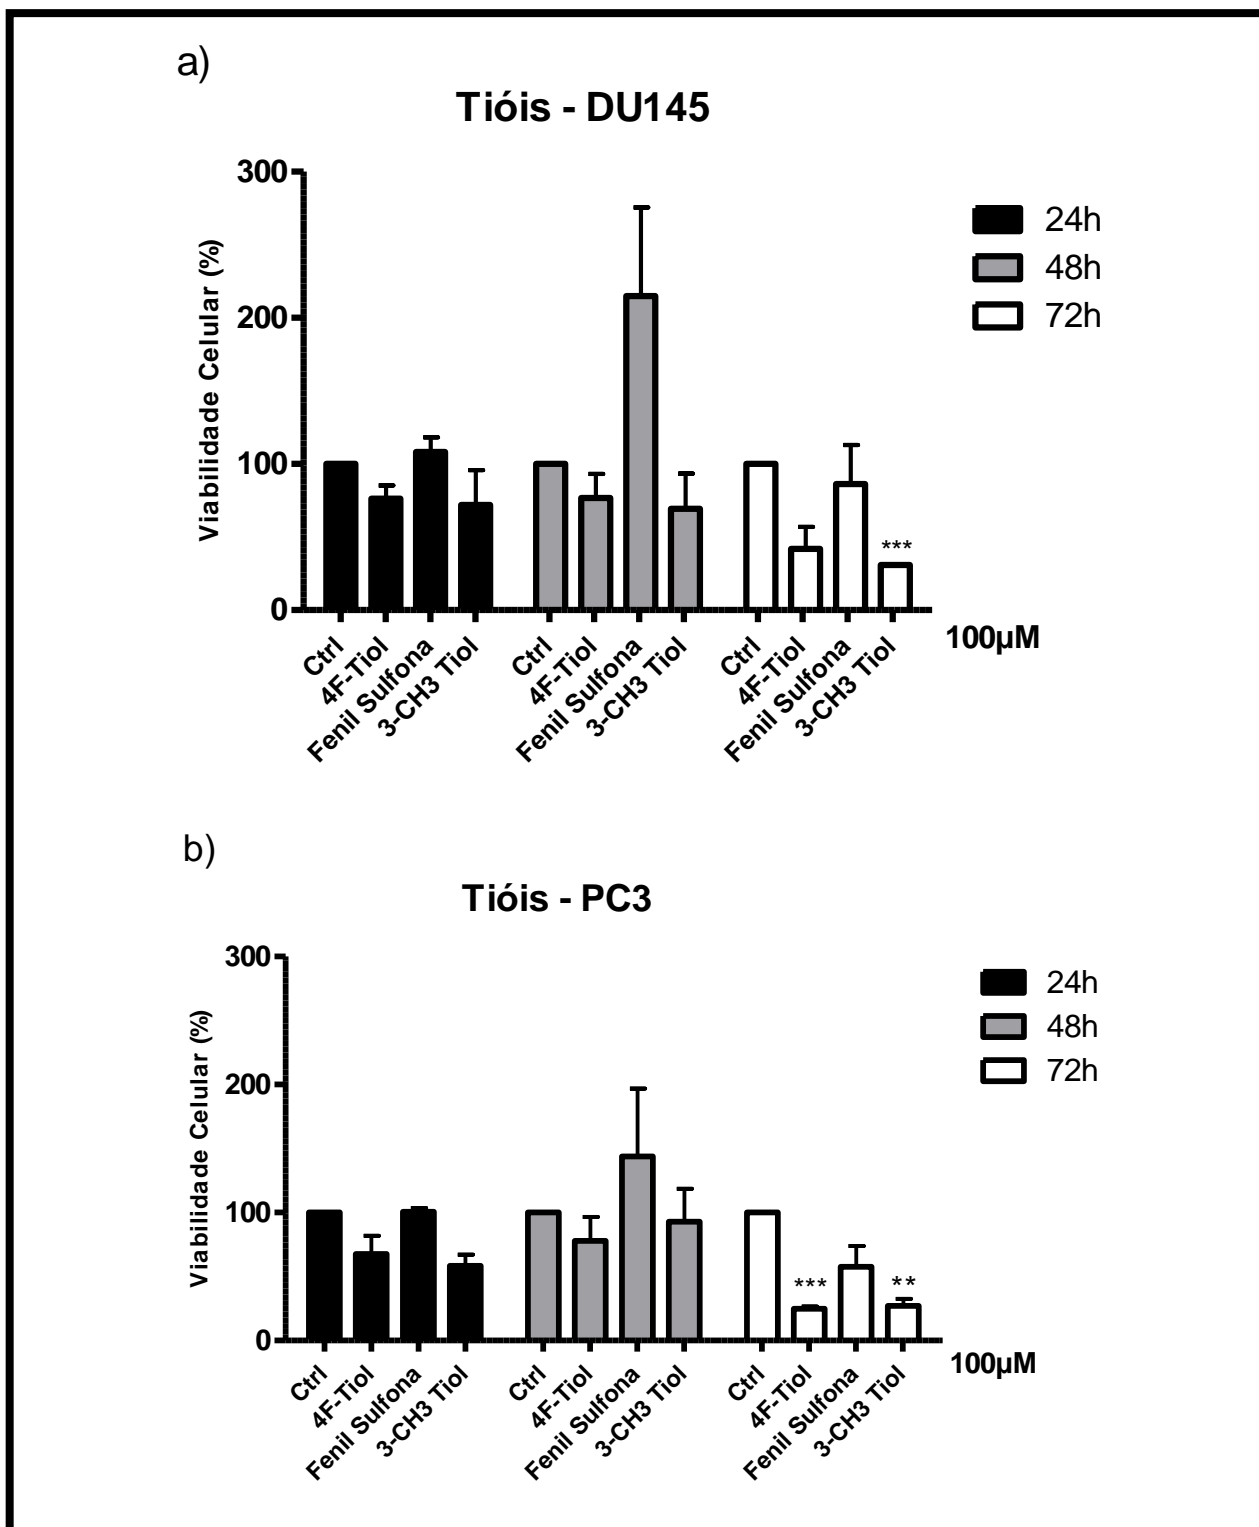 a)
Tióis - DU145
300
200
100
0
Viabilidade Celular (%)
24h
48h
72h
***
Ctrl
4F-Tiol
Fenil Sulfona
3-CH3 Tiol
Ctrl
4F-Tiol
Fenil Sulfona
3-CH3 Tiol
Ctrl
4F-Tiol
Fenil Sulfona
3-CH3 Tiol
100µM
b)
Tióis - PC3
300
200
100
0
Viabilidade Celular (%)
24h
48h
72h
***
**
Ctrl
4F-Tiol
Fenil Sulfona
3-CH3 Tiol
Ctrl
4F-Tiol
Fenil Sulfona
3-CH3 Tiol
Ctrl
4F-Tiol
Fenil Sulfona
3-CH3 Tiol
100µM